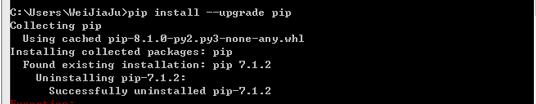 C:\Users\WeiJiaJu>pip install --upgrade pip
Collecting pip
Using cached pip-8.1.0-py2.py3-none-any.whl
Installing collected packages: pip
Found existing installation: pip 7.1.2
Uninstalling pip-7.1.2:
Successfully uninstalled pip-7.1.2